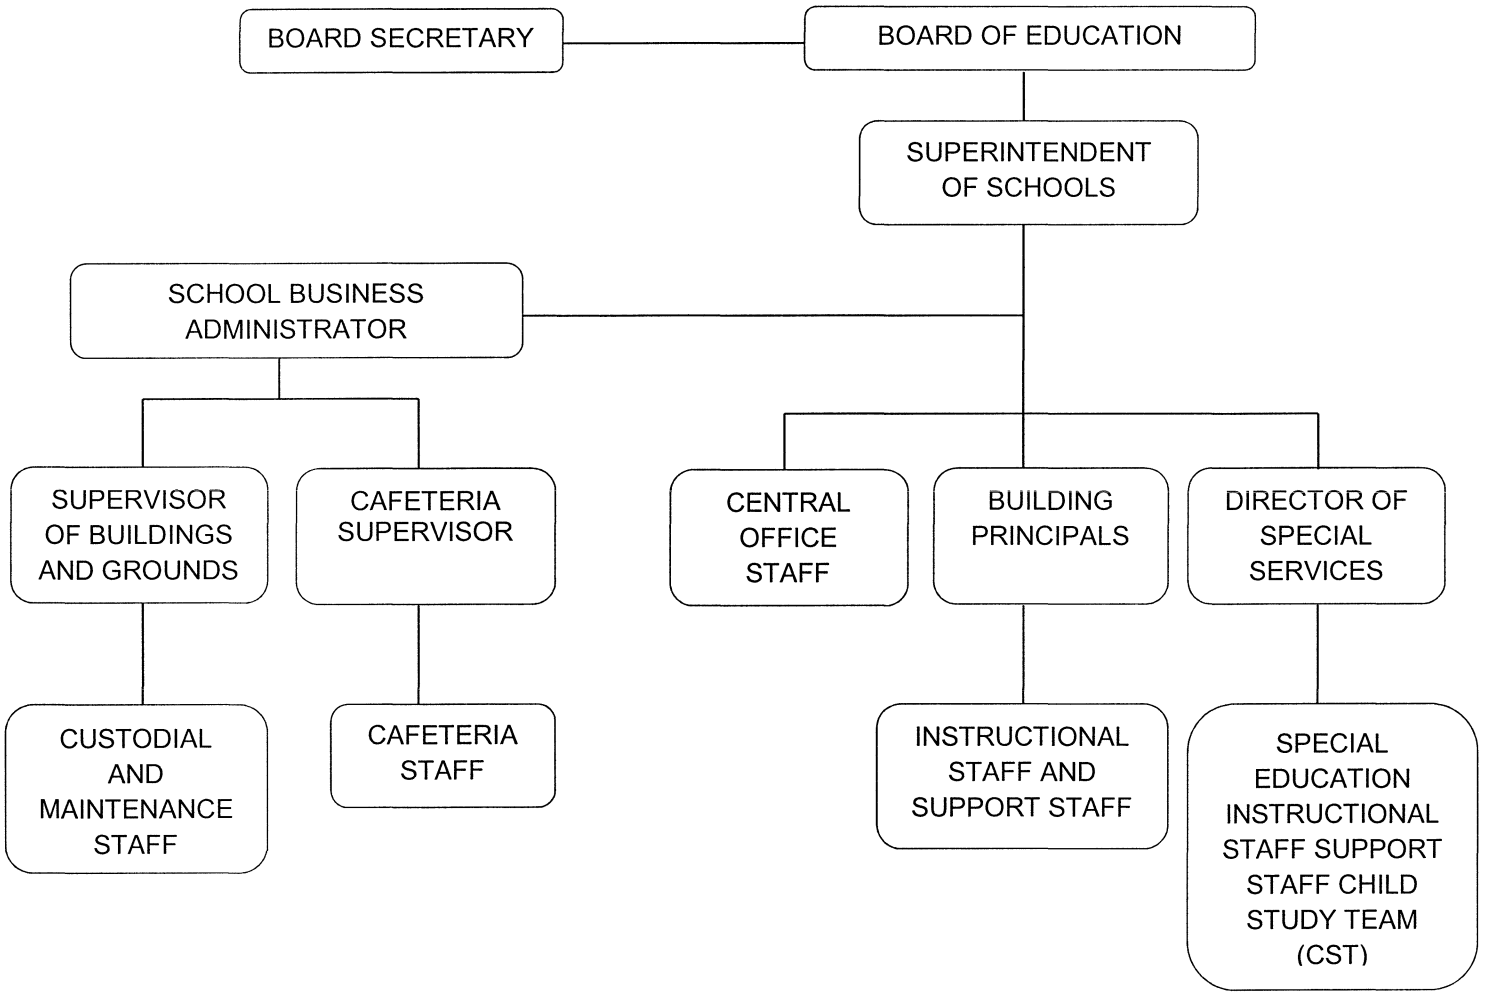 BOARD SECRETARY
BOARD OF EDUCATION
SUPERINTENDENT
OF SCHOOLS
SCHOOL BUSINESS
ADMINISTRATOR
SUPERVISOR
OF BUILDINGS
AND GROUNDS
CAFETERIA
SUPERVISOR
CENTRAL
OFFICE
STAFF
BUILDING
PRINCIPALS
DIRECTOR OF
SPECIAL
SERVICES
CUSTODIAL
AND
MAINTENANCE
STAFF
CAFETERIA
STAFF
INSTRUCTIONAL
STAFF AND
SUPPORT STAFF
SPECIAL
EDUCATION
INSTRUCTIONAL
STAFF SUPPORT
STAFF CHILD
STUDY TEAM
(CST)